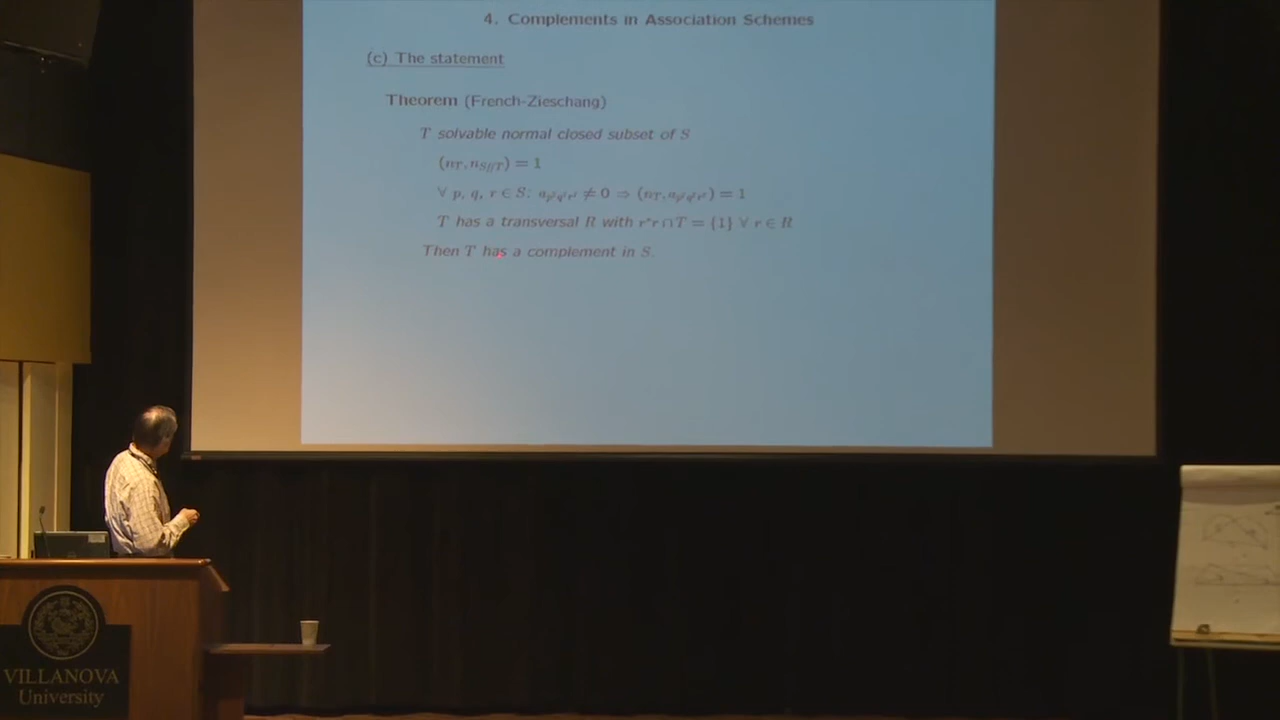 4. Complements in Association Schemes
(c) The statement
Theorem (French-Zieschang)
T solvable normal closed subset of S
(n_T, n_{S//T}) = 1
∀ p, q, r ∈ S: a_{p^T q^T r^T} ≠ 0 ⇒ (n_T, a_{p^T q^T r^T}) = 1
T has a transversal R with r*r ∩ T = {1} ∀ r ∈ R
Then T has a complement in S.
VILLANOVA
University